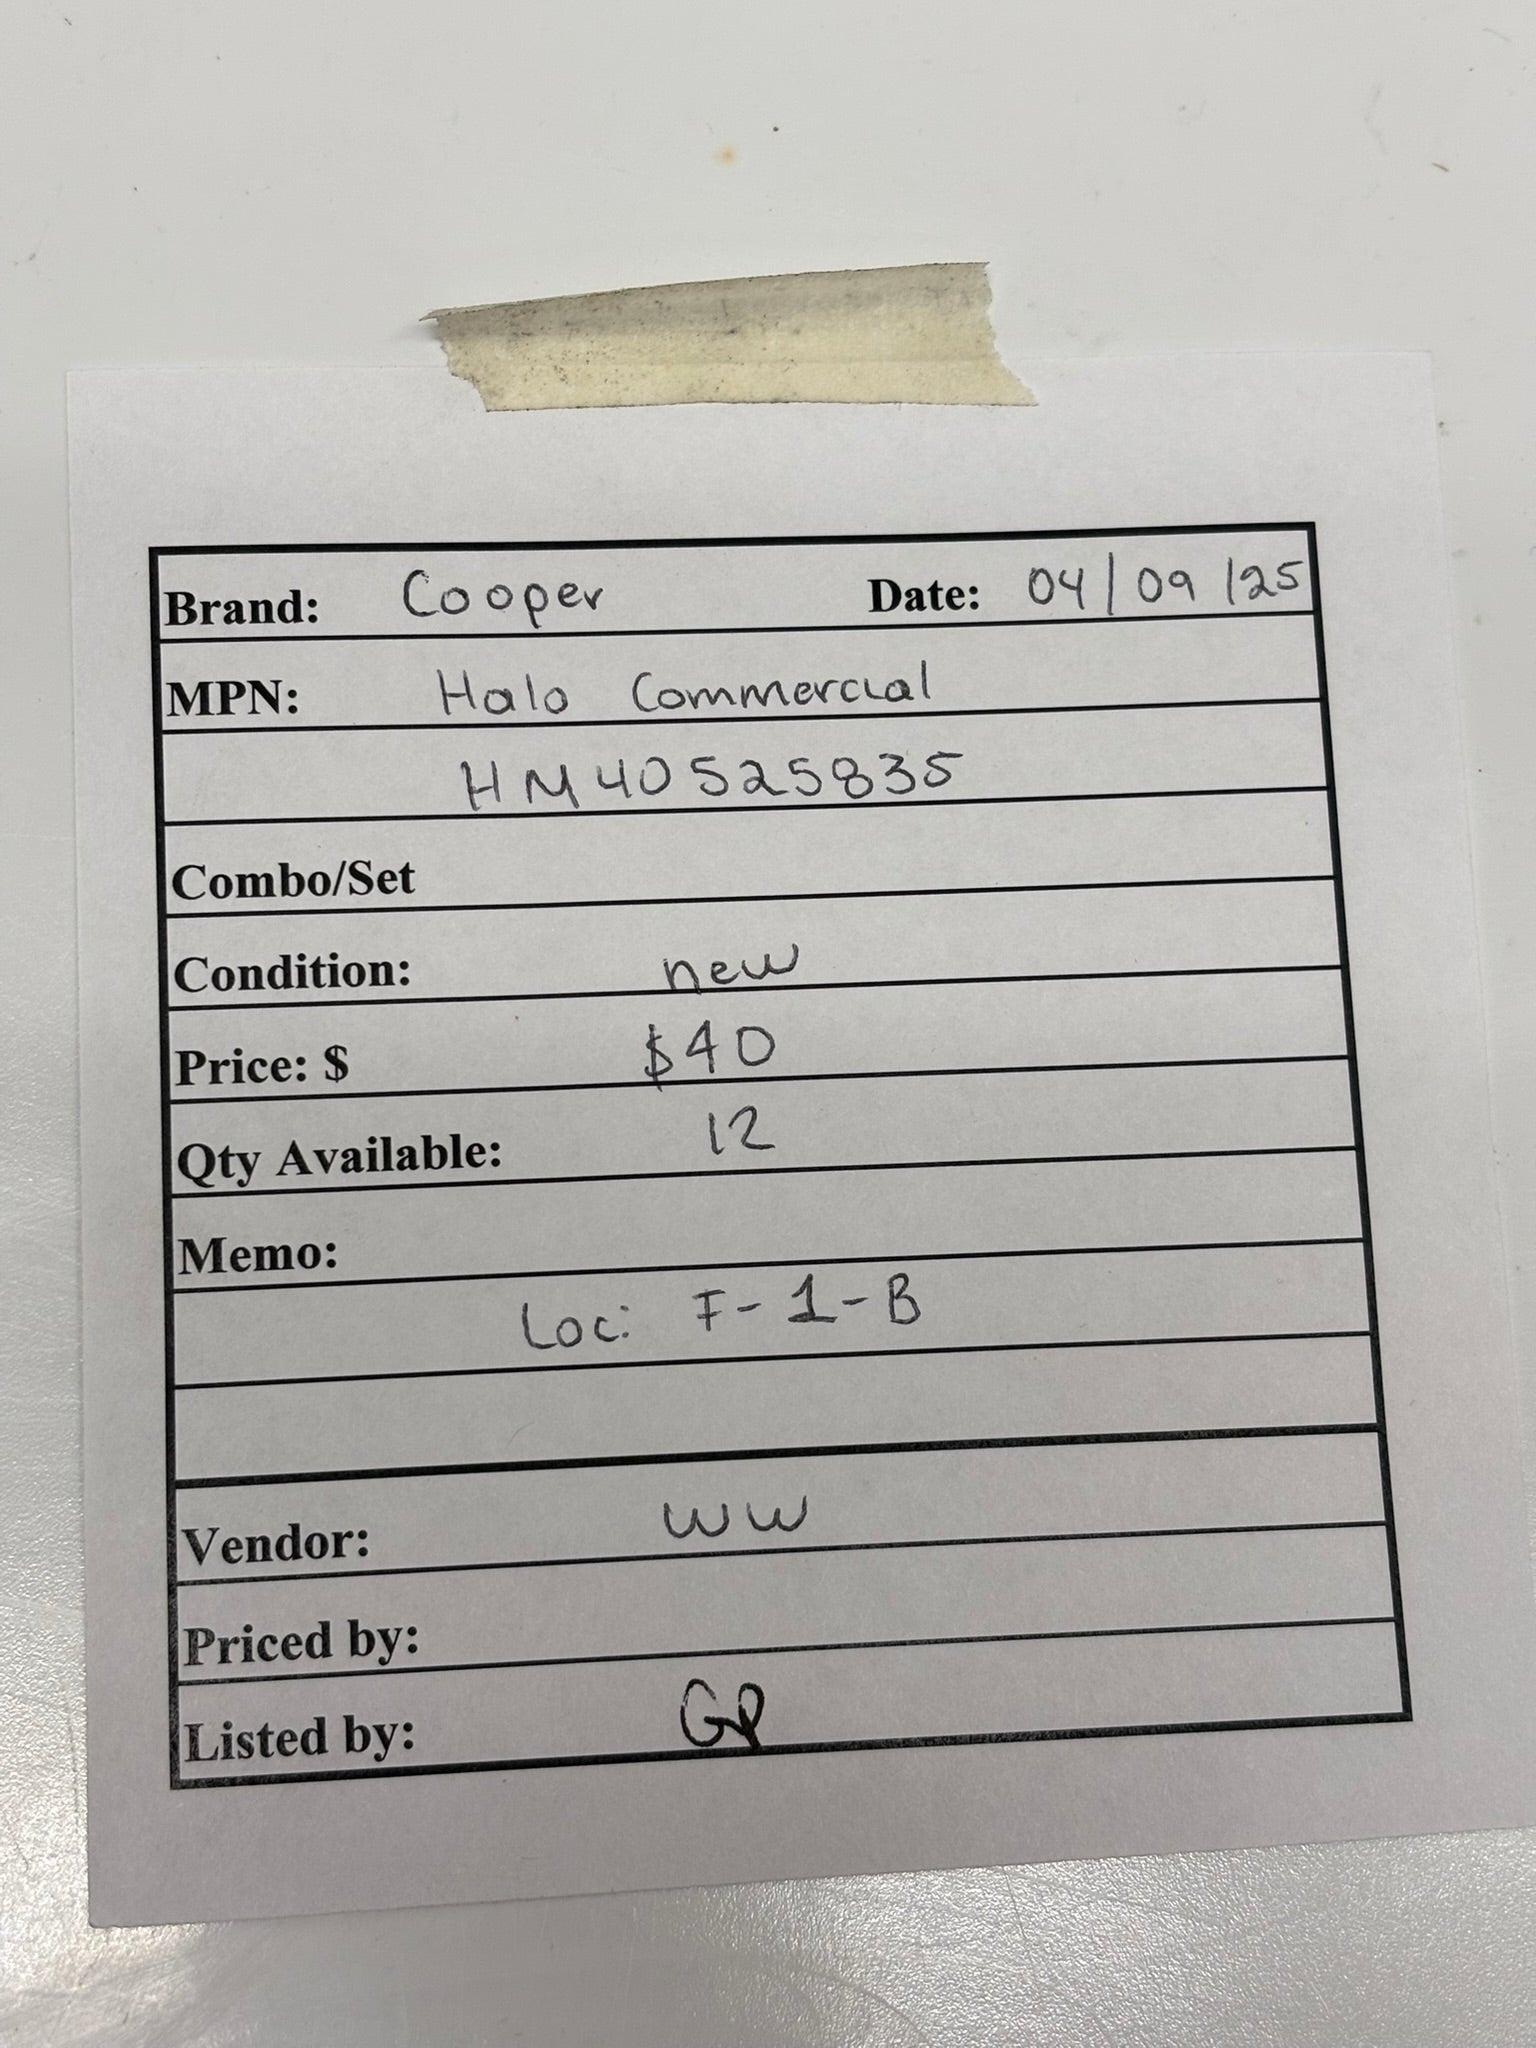 Brand: Cooper Date: 04/09/25
MPN: Halo Commercial
HM40525835
Combo/Set
Condition: new
Price: $ $40
Qty Available: 12
Memo:
Loc: F-1-B
Vendor: WW
Priced by:
Listed by: GP